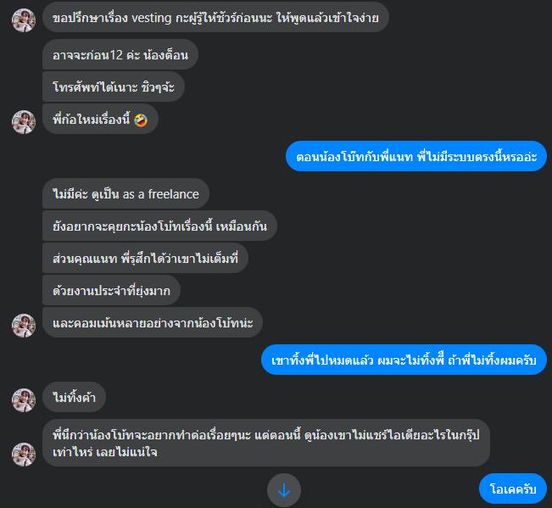 ขอปรึกษาเรื่อง vesting กะผู้รู้ให้ชัวร์ก่อนนะ ให้พูดแล้วเข้าใจง่าย
อาจจะก่อน12 ค่ะ น้องต็อน
โทรศัพท์ได้เนาะ ชิวๆจ้ะ
พี่ก้อใหม่เรื่องนี้ 🤣
ตอนน้องโบ๊ทกับพี่แนท พี่ไม่มีระบบตรงนี้หรออ่ะ
ไม่มีค่ะ ดูเป็น as a freelance
ยังอยากจะคุยกะน้องโบ้ทเรื่องนี้ เหมือนกัน
ส่วนคุณแนท พี่รุสึกได้ว่าเขาไม่เต็มที่
ด้วยงานประจำที่ยุ่งมาก
และคอมเม้นหลายอย่างจากน้องโบ้ทน่ะ
เขาทิ้งพี่ไปหมดแล้ว ผมจะไม่ทิ้งพี่ ถ้าพี่ไม่ทิ้งผมครับ
ไม่ทิ้งค้า
พี่นึกว่าน้องโบ้ทจะอยากทำต่อเรื่อยๆนะ แต่ตอนนี้ ดูน้องเขาไม่แชร์ไอเดียอะไรในกรุ๊ป
เท่าไหร่ เลยไม่แน่ใจ
โอเคครับ